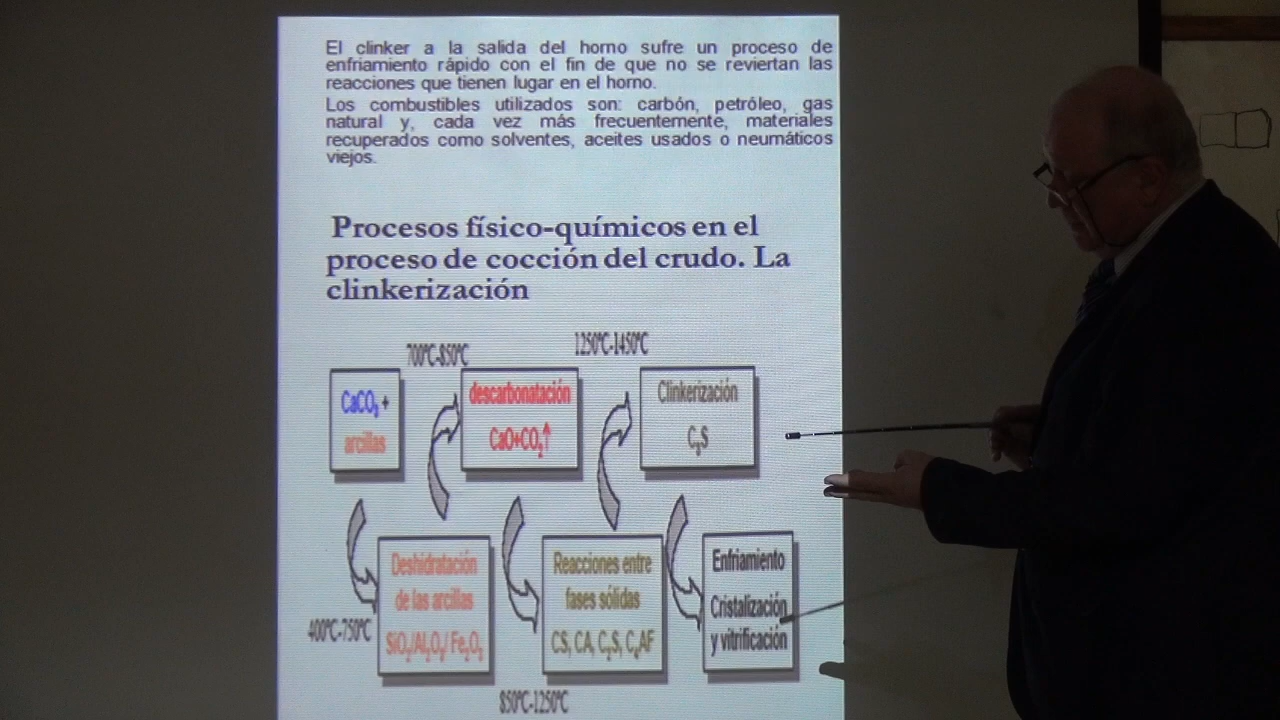 El clinker a la salida del horno sufre un proceso de
enfriamiento rápido con el fin de que no se reviertan las
reacciones que tienen lugar en el horno.
Los combustibles utilizados son: carbón, petróleo, gas
natural y, cada vez más frecuentemente, materiales
recuperados como solventes, aceites usados o neumáticos
viejos.
Procesos físico-químicos en el
proceso de cocción del crudo. La
clinkerización
700ºC-850ºC
1250ºC-1450ºC
CaCO₃ +
arcillas
descarbonatación
CaO+CO₂↑
Clinkerización
C₃S
400ºC-750ºC
Deshidratación
de las arcillas
SiO₂/Al₂O₃/ Fe₂O₃
Reacciones entre
fases sólidas
CS, CA, C₂S, C₄AF
Enfriamiento
Cristalización
y vitrificación
850ºC-1250ºC